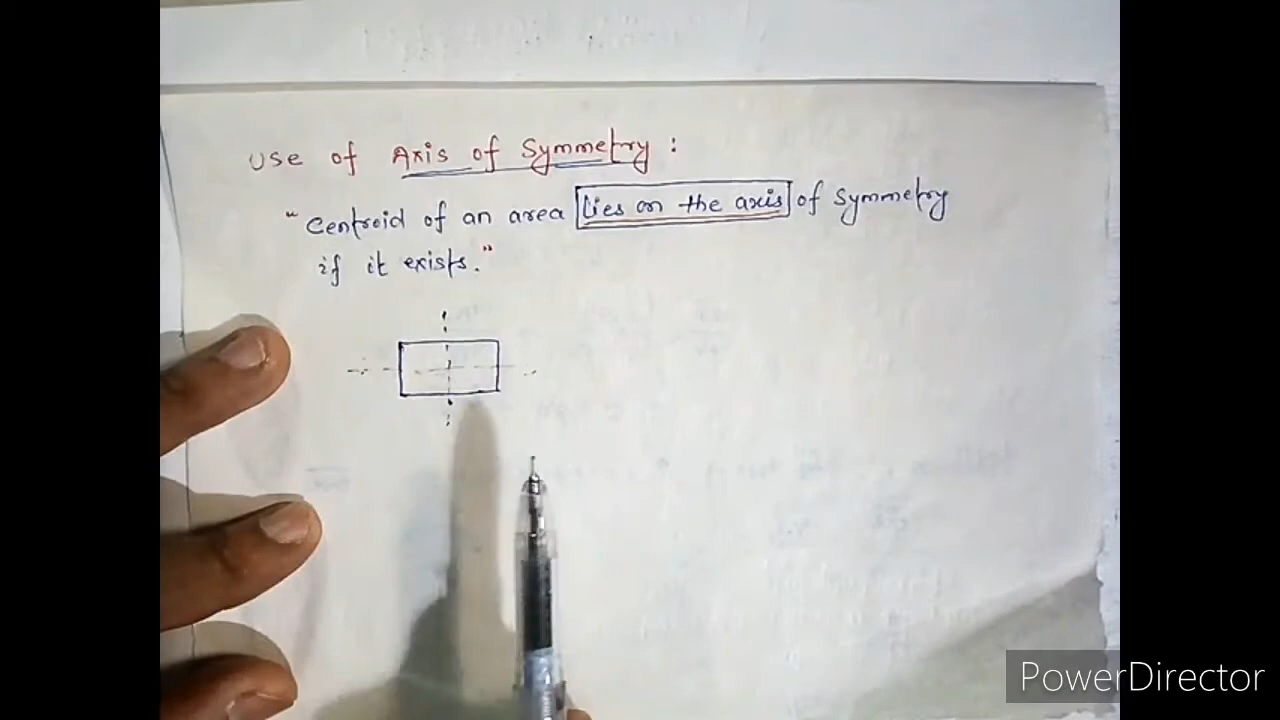 Use of Axis of Symmetry :
"Centroid of an area lies on the axis of symmetry
if it exists."
PowerDirector